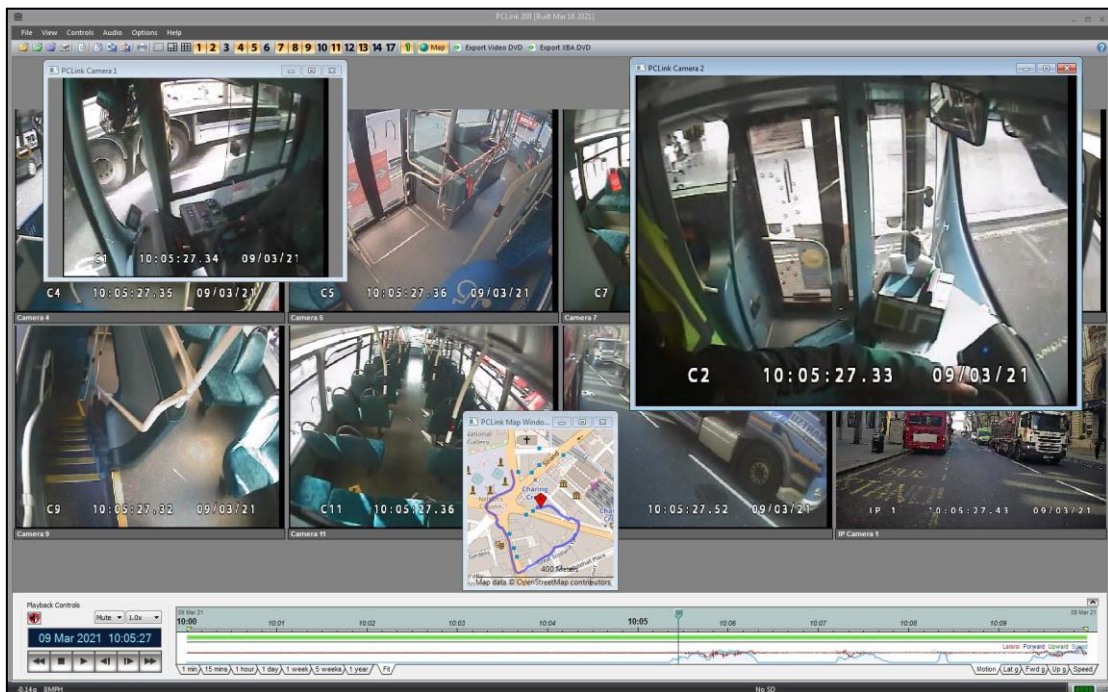 PCLink 200 [Built Mar 16 2021]
File View Controls Audio Options Help
1 2 3 4 5 6 7 8 9 10 11 12 13 14 17 Map Export Video DVD Export XBA DVD
PCLink Camera 1
C1 10:05:27.34 09/03/21
PCLink Camera 2
C2 10:05:27.33 09/03/21
C4 10:05:27.35 09/03/21
C5 10:05:27.36 09/03/21
C7
Camera 4
Camera 5
Camera 7
C9 10:05:27.32 09/03/21
C11 10:05:27.36
10:05:27.52 09/03/21
IP 1 10:05:27.43 09/03/21
Camera 9
Camera 11
IP Camera 1
PCLink Map Windo...
Strand
Charing
400 Meters
Map data © OpenStreetMap contributors,
Playback Controls
Mute 1.0x
09 Mar 2021 10:05:27
09 Mar 21
09 Mar 21
10:00 10:01 10:02 10:03 10:04 10:05 10:06 10:07 10:08 10:09
Lateral Forward Upward Speed
1 min 15 mins 1 hour 1 day 1 week 5 weeks 1 year Fit
Motion Lat g Fwd g Up g Speed
-0.14g 8MPH No SD